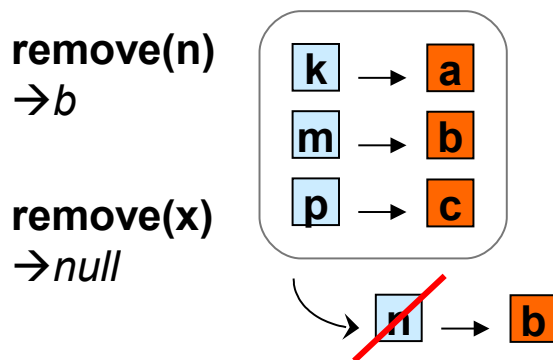 remove(n)
→b
remove(x)
→null
k → a
m → b
p → c
n → b